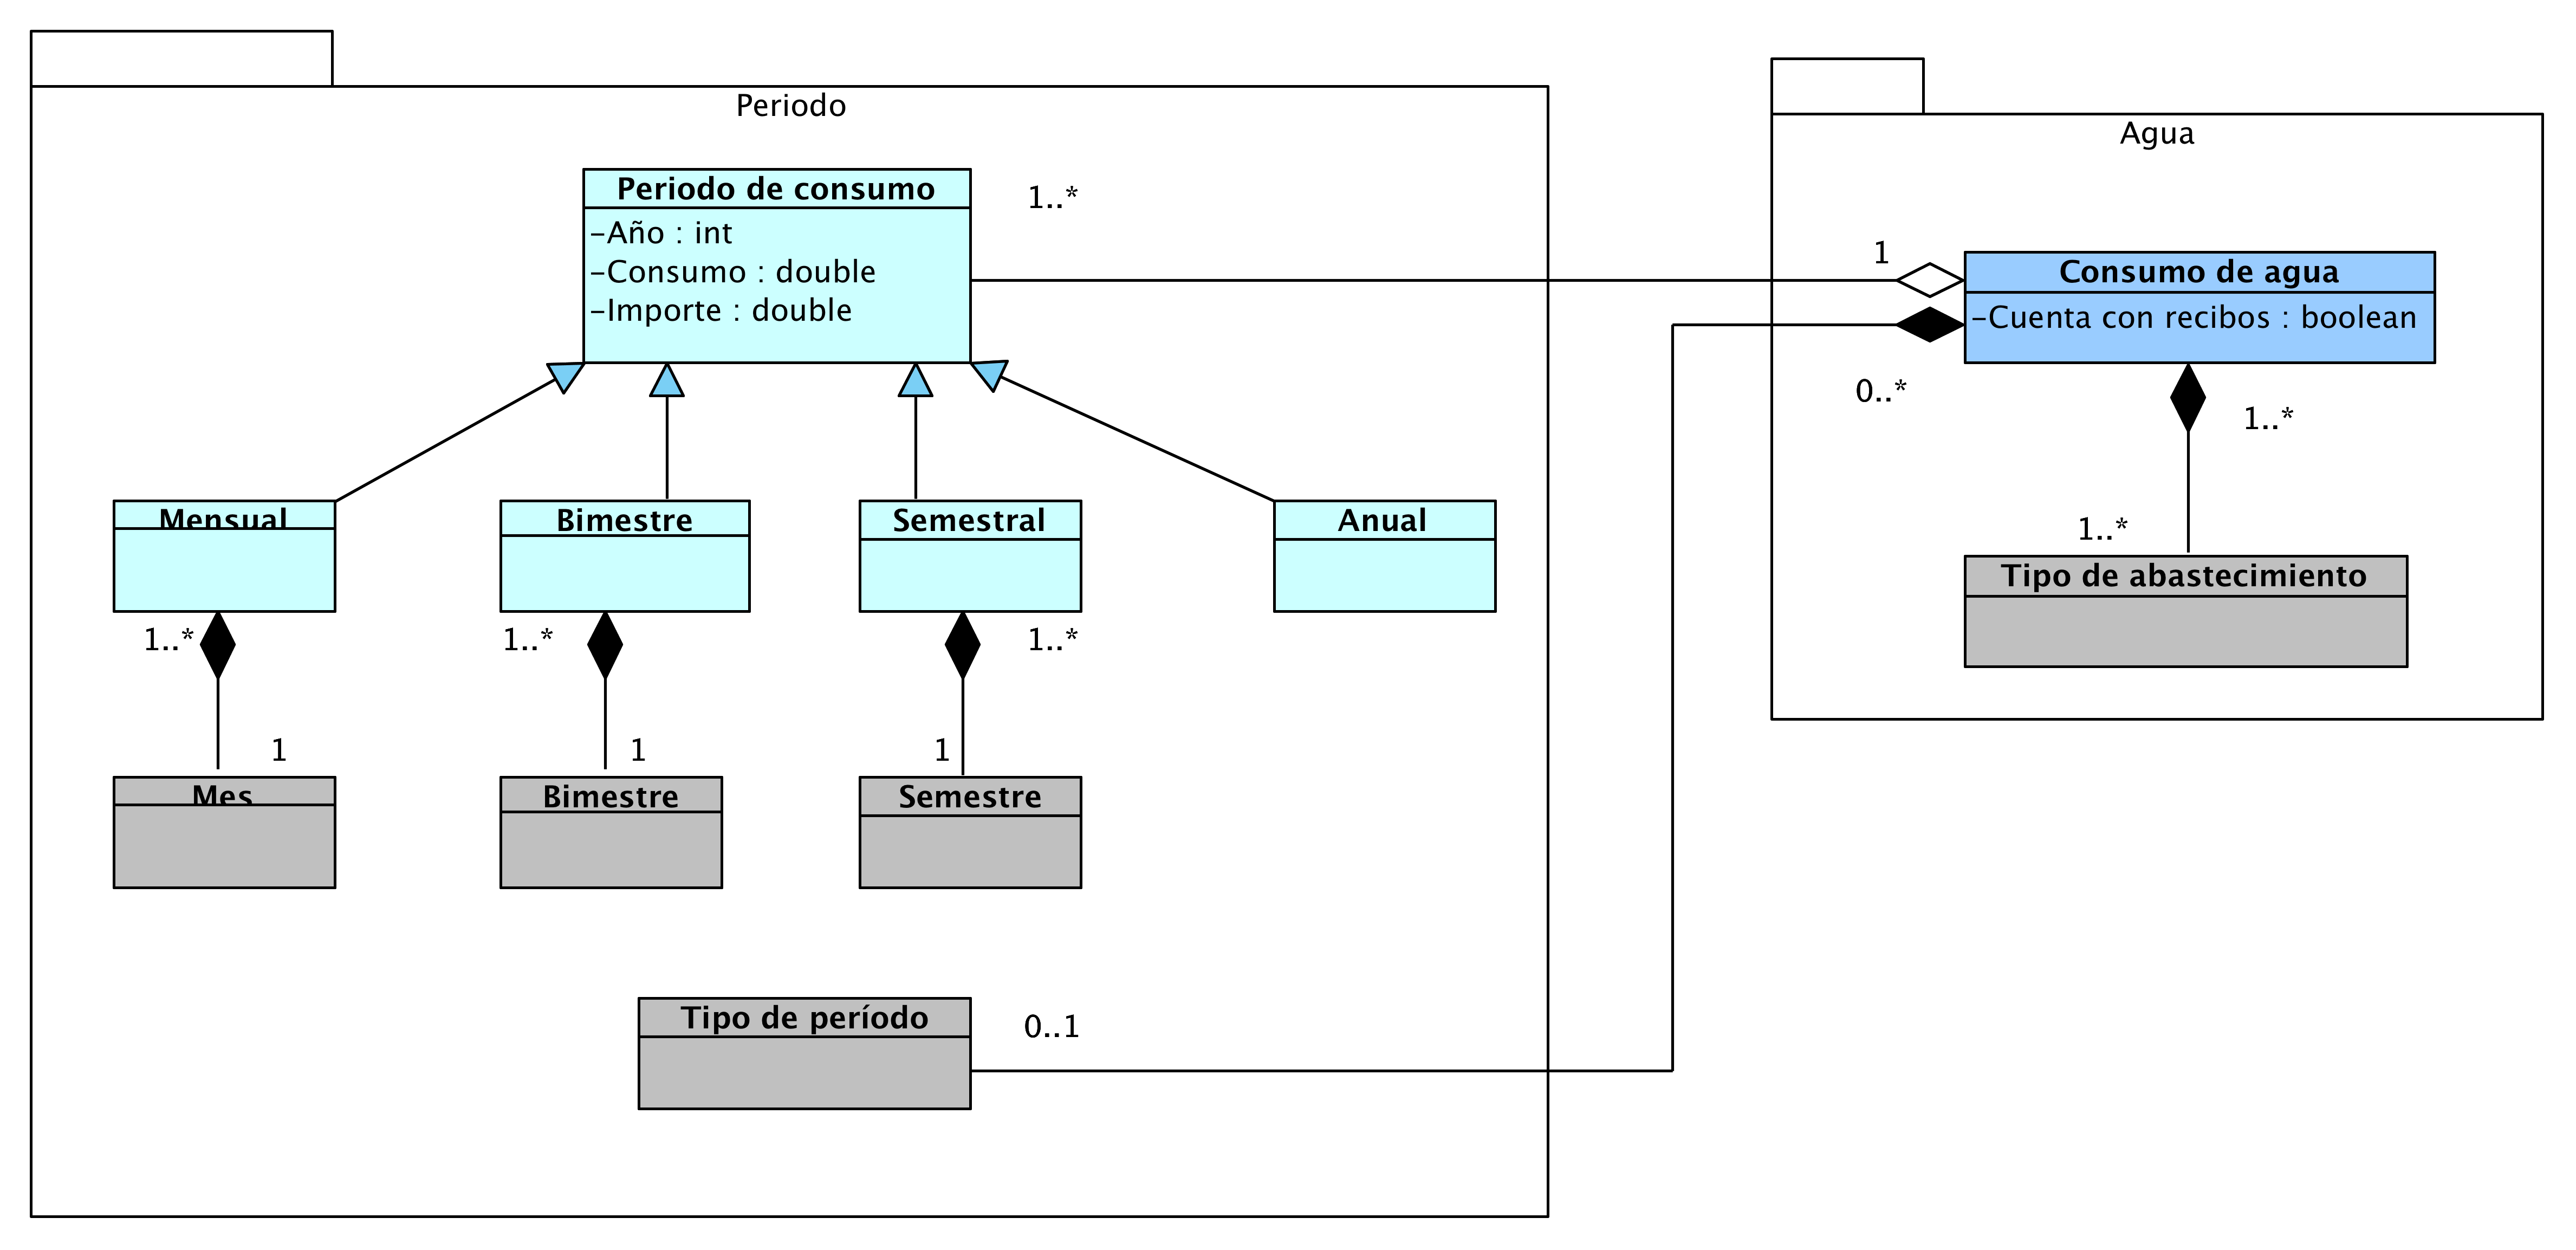 Periodo
Periodo de consumo
1..*
-Año : int
-Consumo : double
-Importe : double
Mensual
Bimestre
Semestral
Anual
1..*
1..*
1..*
1
1
1
Mes
Bimestre
Semestre
Tipo de período
0..1
Agua
1
Consumo de agua
-Cuenta con recibos : boolean
0..*
1..*
1..*
Tipo de abastecimiento